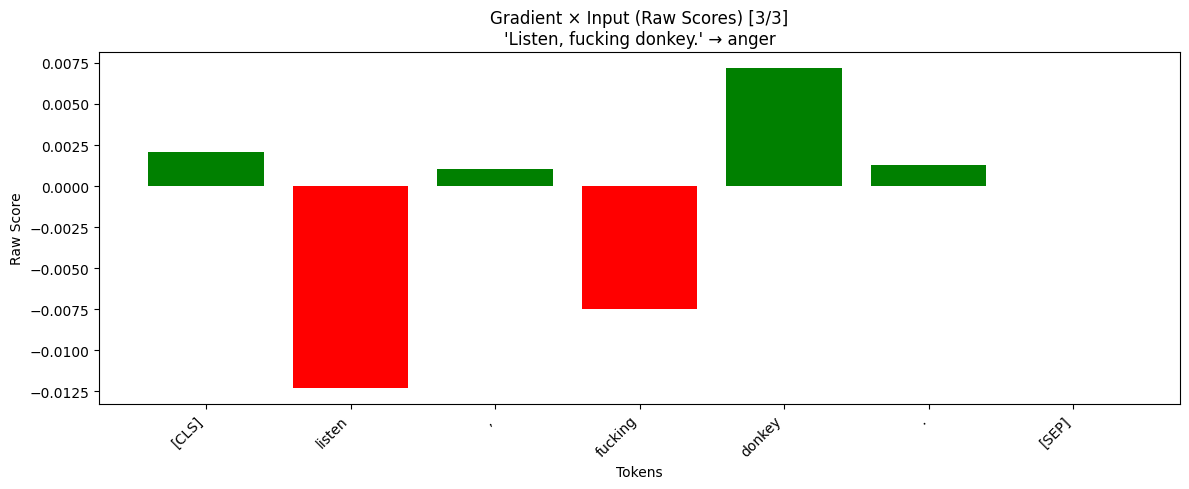 Gradient × Input (Raw Scores) [3/3]
'Listen, fucking donkey.' → anger
0.0075
0.0050
0.0025
0.0000
−0.0025
−0.0050
−0.0075
−0.0100
−0.0125
Raw Score
[CLS]
listen
,
fucking
donkey
.
[SEP]
Tokens